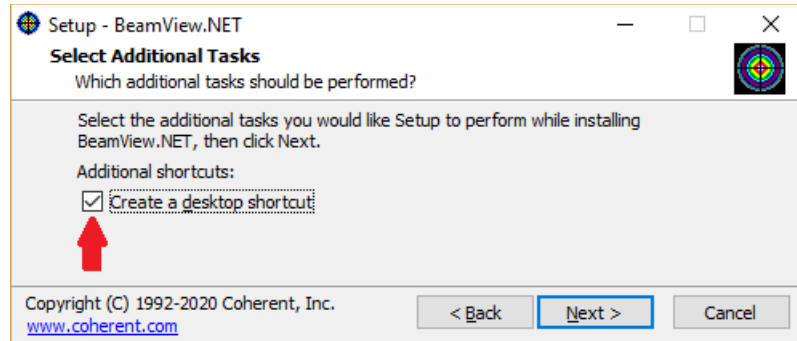 Setup - BeamView.NET
Select Additional Tasks
Which additional tasks should be performed?
Select the additional tasks you would like Setup to perform while installing
BeamView.NET, then click Next.
Additional shortcuts:
Create a desktop shortcut
Copyright (C) 1992-2020 Coherent, Inc.
www.coherent.com
< Back
Next >
Cancel